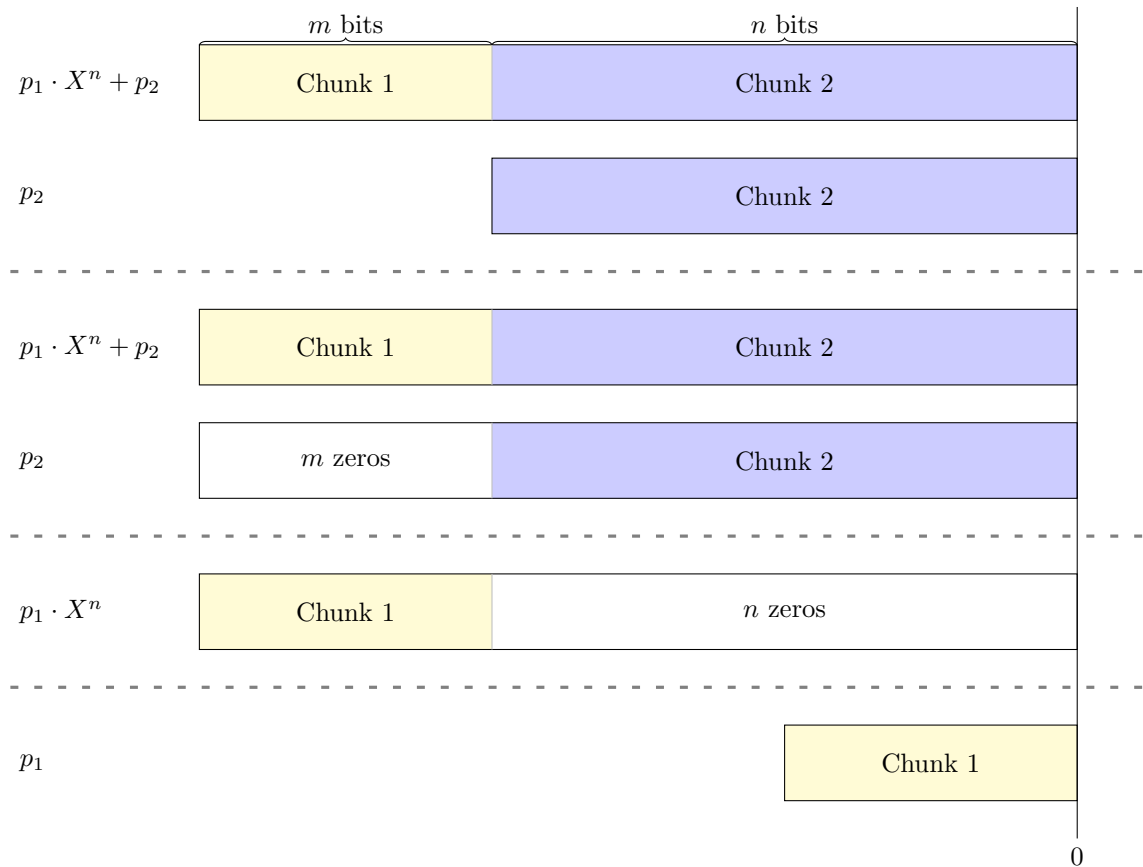 m bits n bits
p₁ · Xⁿ + p₂ Chunk 1 Chunk 2
p₂ Chunk 2
p₁ · Xⁿ + p₂ Chunk 1 Chunk 2
p₂ m zeros Chunk 2
p₁ · Xⁿ Chunk 1 n zeros
p₁ Chunk 1
0